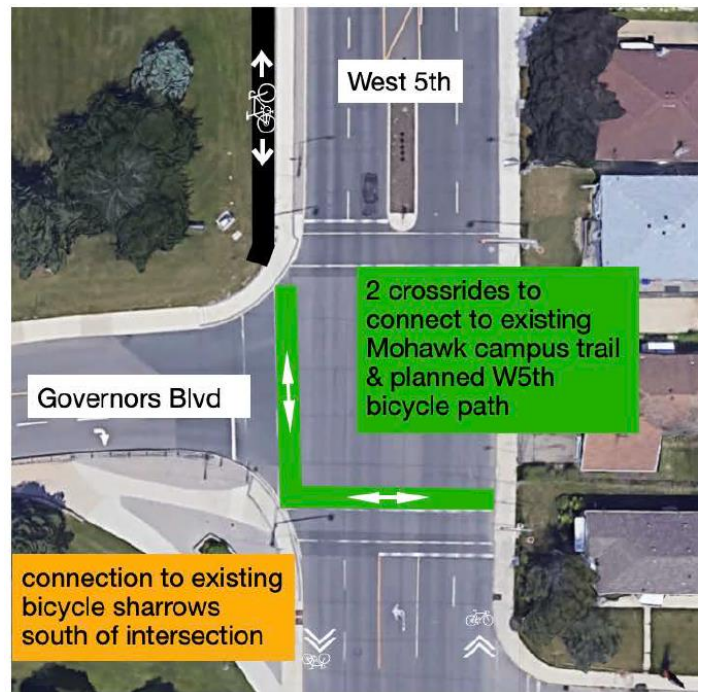 West 5th
2 crossrides to
connect to existing
Mohawk campus trail
& planned W5th
bicycle path
Governors Blvd
connection to existing
bicycle sharrows
south of intersection